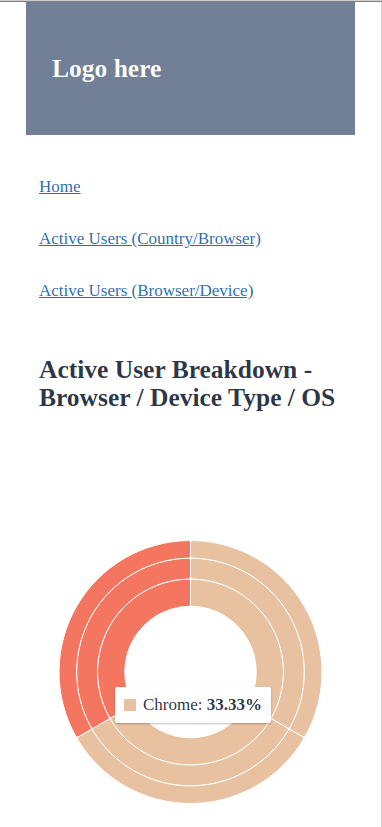 Logo here
Home
Active Users (Country/Browser)
Active Users (Browser/Device)
Active User Breakdown -
Browser / Device Type / OS
Chrome: 33.33%